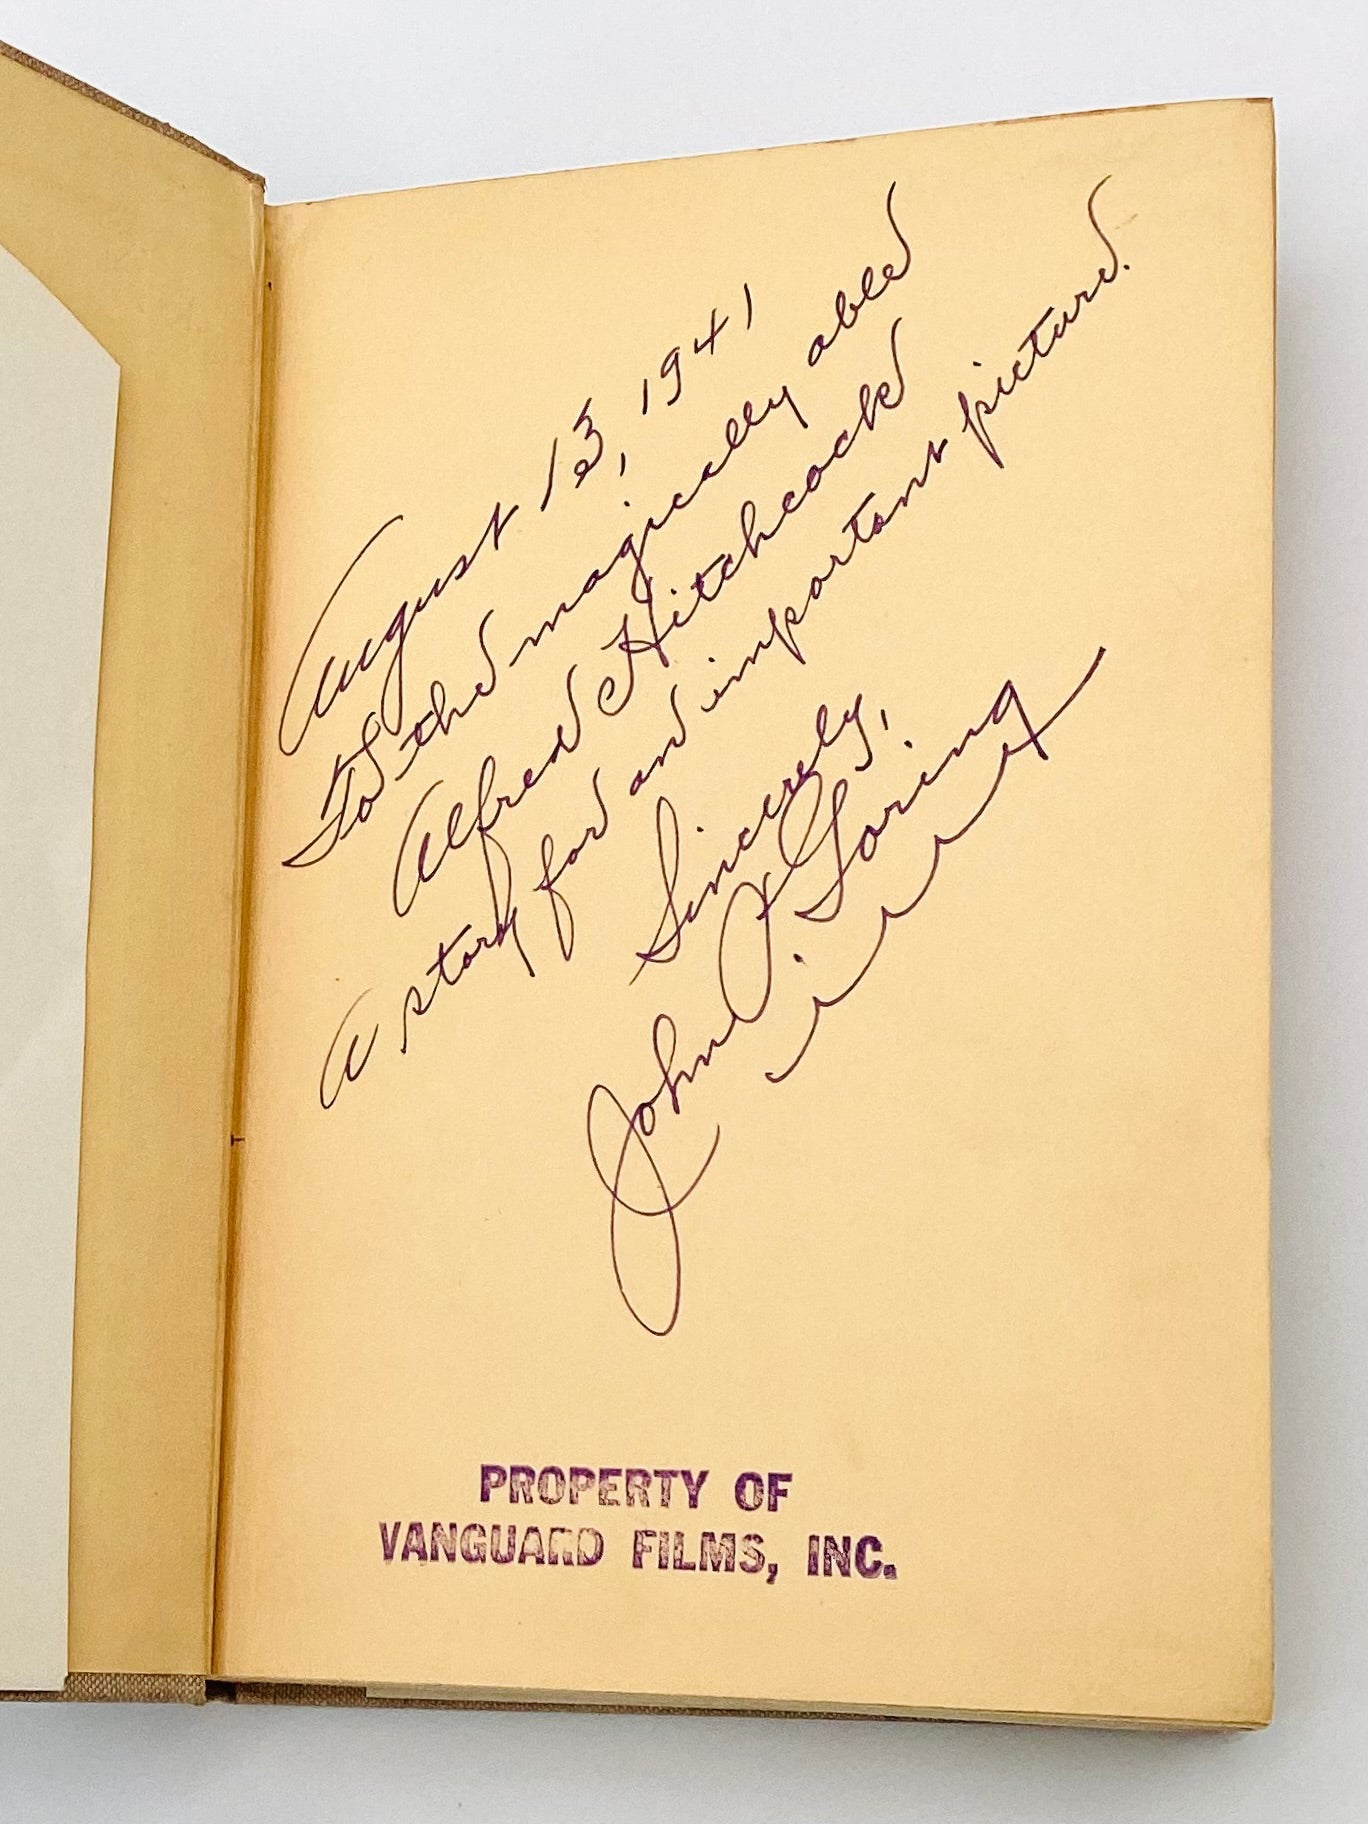 August 13, 1941
To the magically able
Alfred Hitchcock
A story for an important picture.
Sincerely,
John X Goring
PROPERTY OF
VANGUARD FILMS, INC.